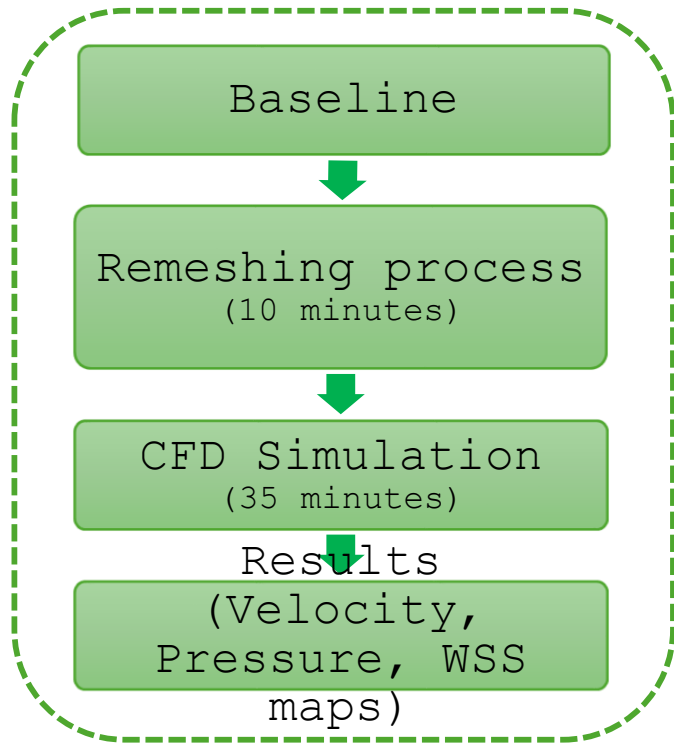 Baseline
Remeshing process
(10 minutes)
CFD Simulation
(35 minutes)
Results
(Velocity,
Pressure, WSS
maps)